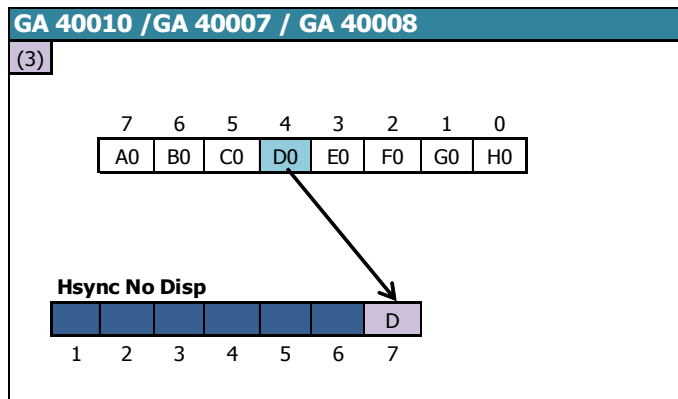 GA 40010 /GA 40007 / GA 40008
(3)
7 6 5 4 3 2 1 0
A0 B0 C0 D0 E0 F0 G0 H0
Hsync No Disp
D
1 2 3 4 5 6 7